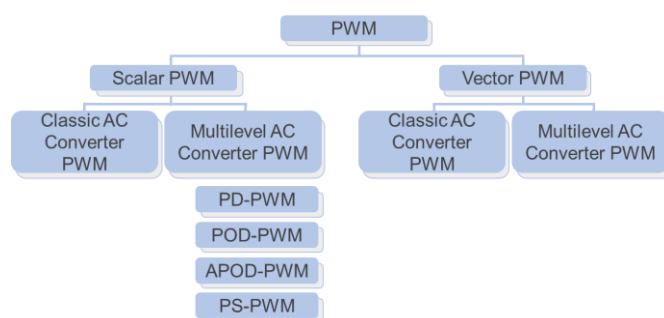 PWM
Scalar PWM
Vector PWM
Classic AC
Converter
PWM
Multilevel AC
Converter PWM
Classic AC
Converter
PWM
Multilevel AC
Converter PWM
PD-PWM
POD-PWM
APOD-PWM
PS-PWM